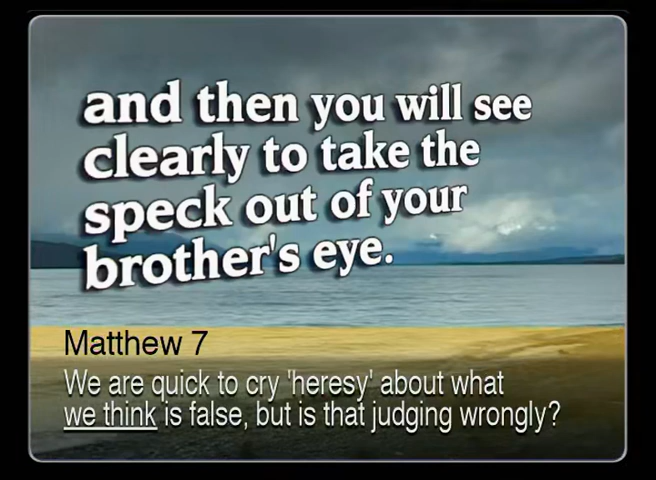 and then you will see
clearly to take the
speck out of your
brother's eye.
Matthew 7
We are quick to cry 'heresy' about what
we think is false, but is that judging wrongly?